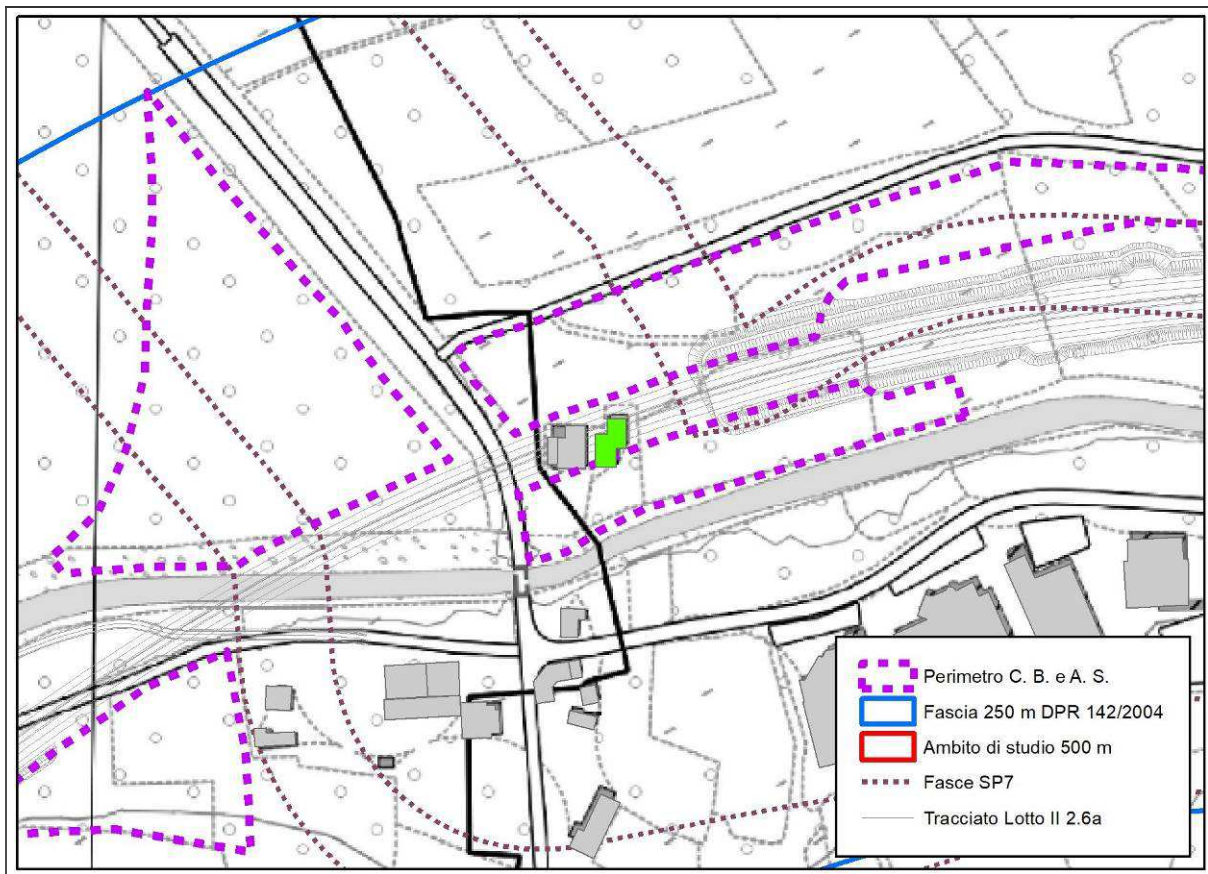 Perimetro C. B. e A. S.
Fascia 250 m DPR 142/2004
Ambito di studio 500 m
Fasce SP7
Tracciato Lotto II 2.6a